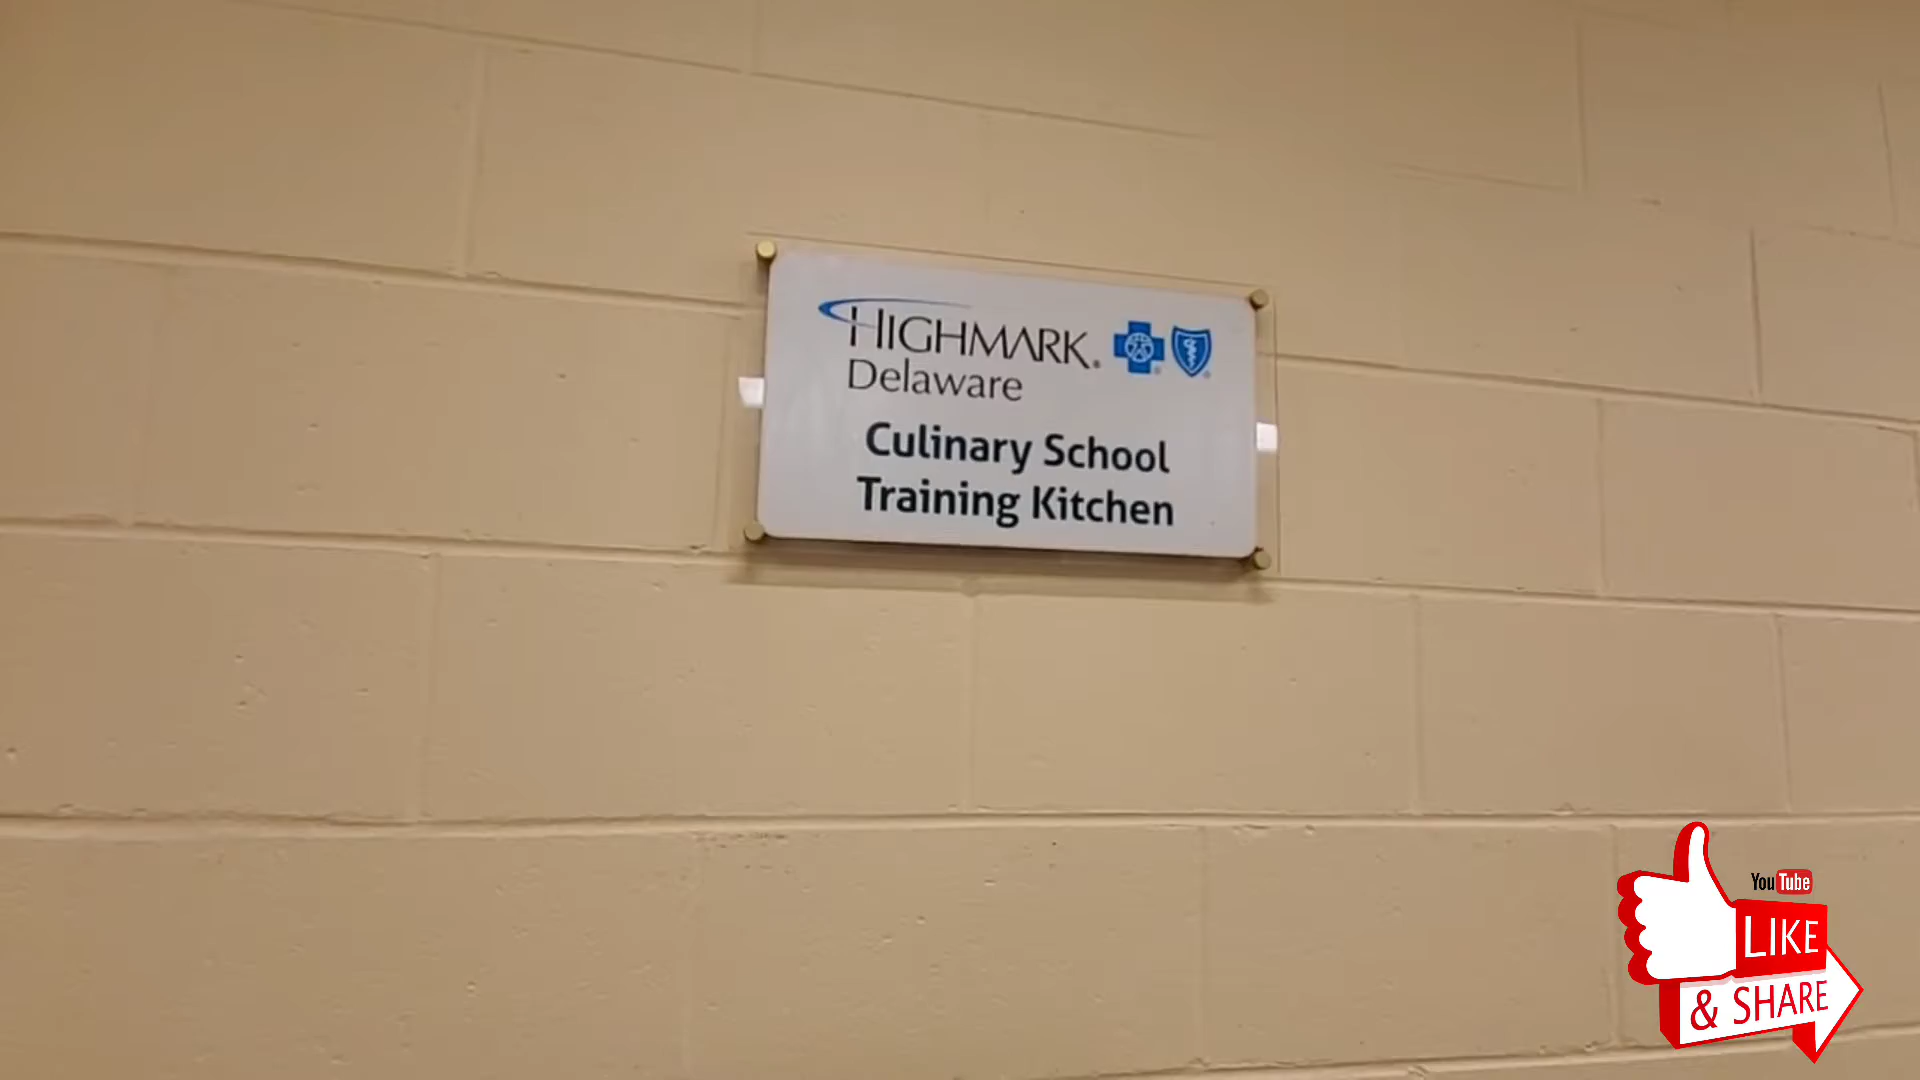 HIGHMARK®
Delaware
Culinary School
Training Kitchen
YouTube
LIKE
& SHARE